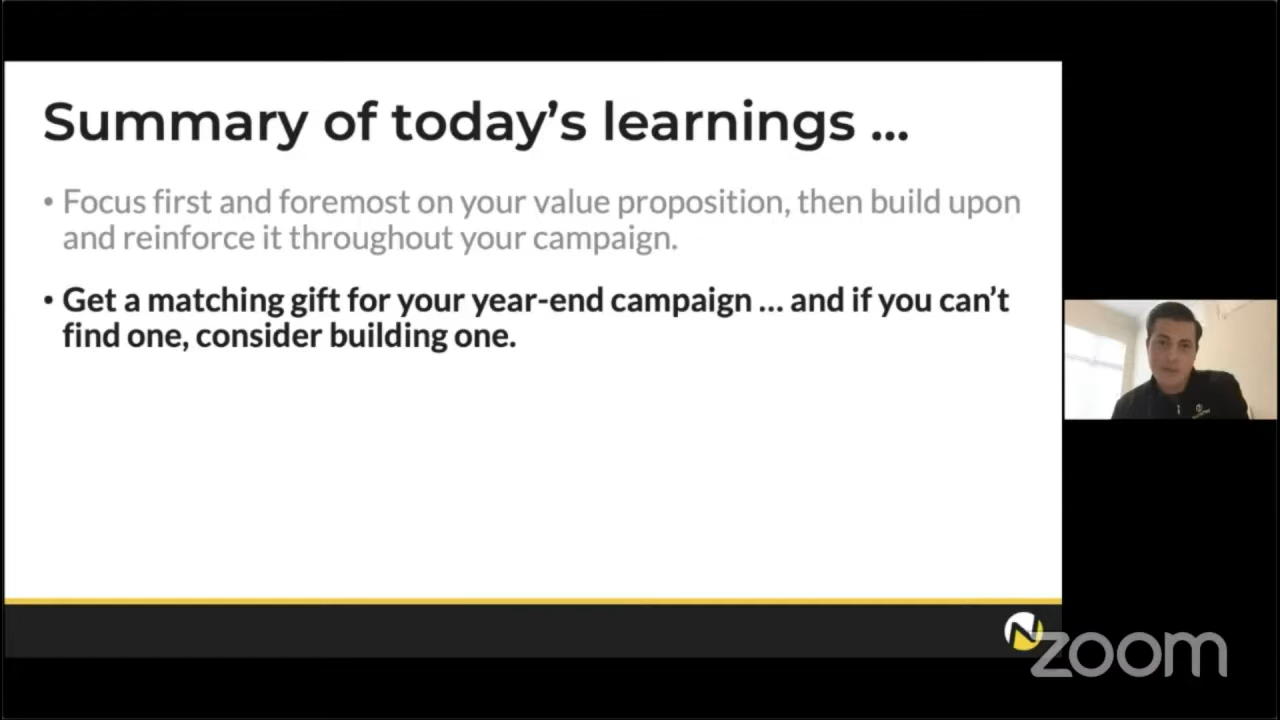 Summary of today’s learnings ...
• Focus first and foremost on your value proposition, then build upon
and reinforce it throughout your campaign.
• Get a matching gift for your year-end campaign ... and if you can’t
find one, consider building one.
N
zoom